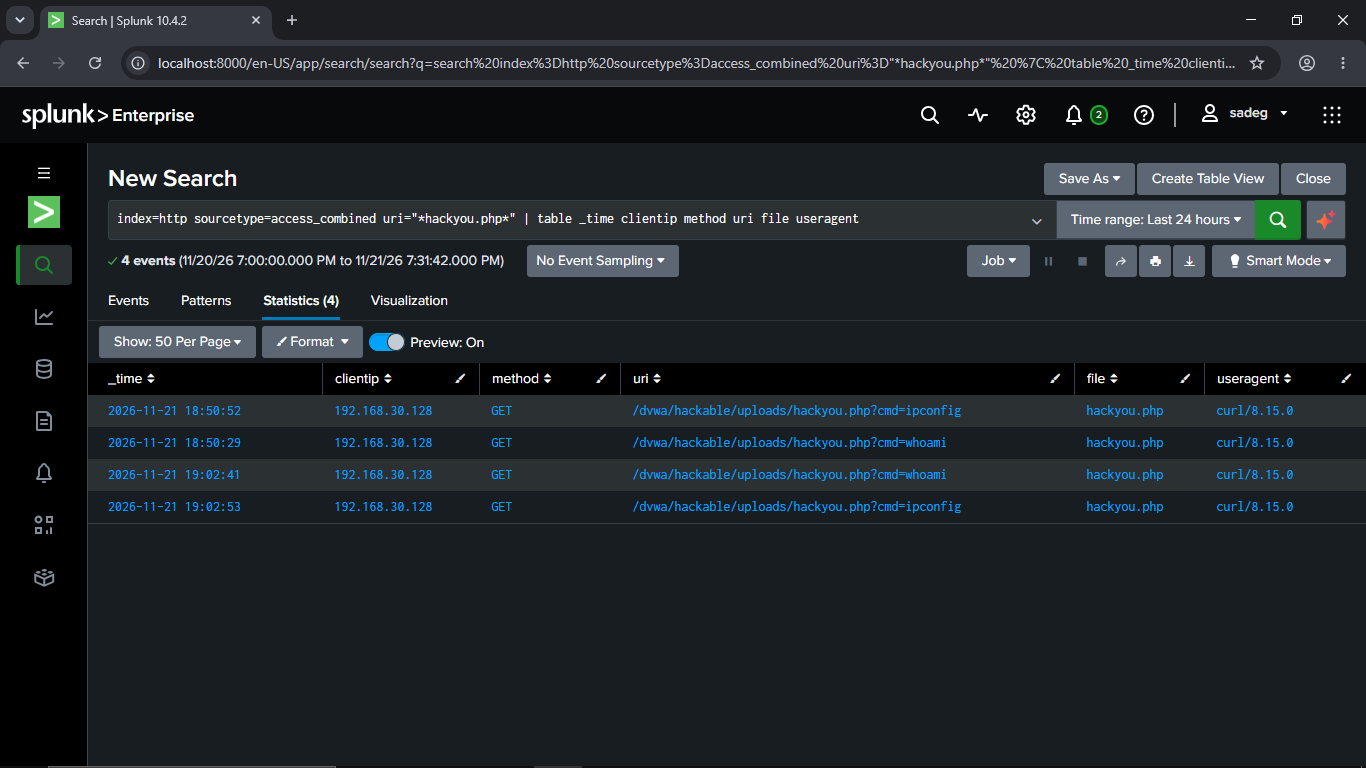 Search | Splunk 10.4.2
localhost:8000/en-US/app/search/search?q=search%20index%3Dhttp%20sourcetype%3Daccess_combined%20uri%3D"*hackyou.php*"%20%7C%20table%20_time%20clienti...
splunk> Enterprise
2
sadeg
New Search
Save As
Create Table View
Close
index=http sourcetype=access_combined uri="*hackyou.php*" | table _time clientip method uri file useragent
Time range: Last 24 hours
4 events (11/20/26 7:00:00.000 PM to 11/21/26 7:31:42.000 PM)
No Event Sampling
Job
Smart Mode
Events
Patterns
Statistics (4)
Visualization
Show: 50 Per Page
Format
Preview: On
_time clientip method uri file useragent
2026-11-21 18:50:52 192.168.30.128 GET /dvwa/hackable/uploads/hackyou.php?cmd=ipconfig hackyou.php curl/8.15.0
2026-11-21 18:50:29 192.168.30.128 GET /dvwa/hackable/uploads/hackyou.php?cmd=whoami hackyou.php curl/8.15.0
2026-11-21 19:02:41 192.168.30.128 GET /dvwa/hackable/uploads/hackyou.php?cmd=whoami hackyou.php curl/8.15.0
2026-11-21 19:02:53 192.168.30.128 GET /dvwa/hackable/uploads/hackyou.php?cmd=ipconfig hackyou.php curl/8.15.0